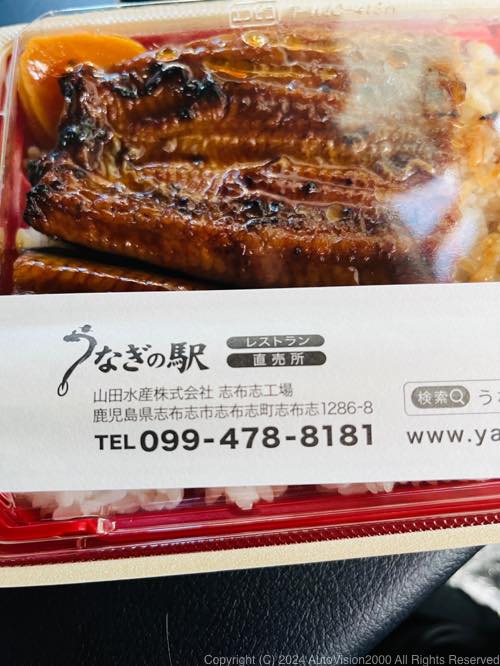 うなぎの駅
レストラン
直売所
山田水産株式会社 志布志工場
鹿児島県志布志市志布志町志布志1286-8
TEL 099-478-8181
検索
www.ya
Copyright (C) 2024 AutoVision2000 All Rights Reserved.